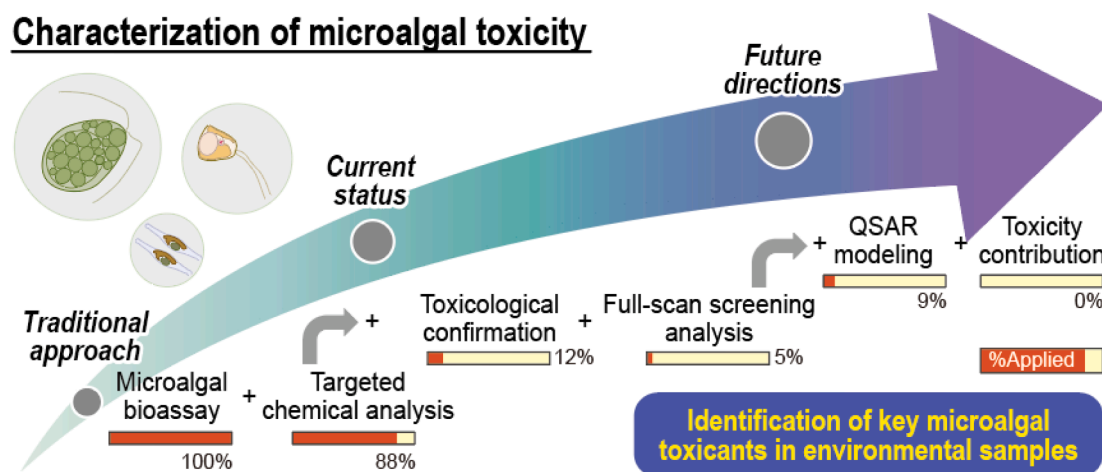 Characterization of microalgal toxicity
Future
directions
Current
status
Traditional
approach
Microalgal
bioassay
100%
+
Targeted
chemical analysis
88%
+
Toxicological
confirmation
12%
+
Full-scan screening
analysis
5%
+
QSAR
modeling
9%
+
Toxicity
contribution
0%
%Applied
Identification of key microalgal
toxicants in environmental samples